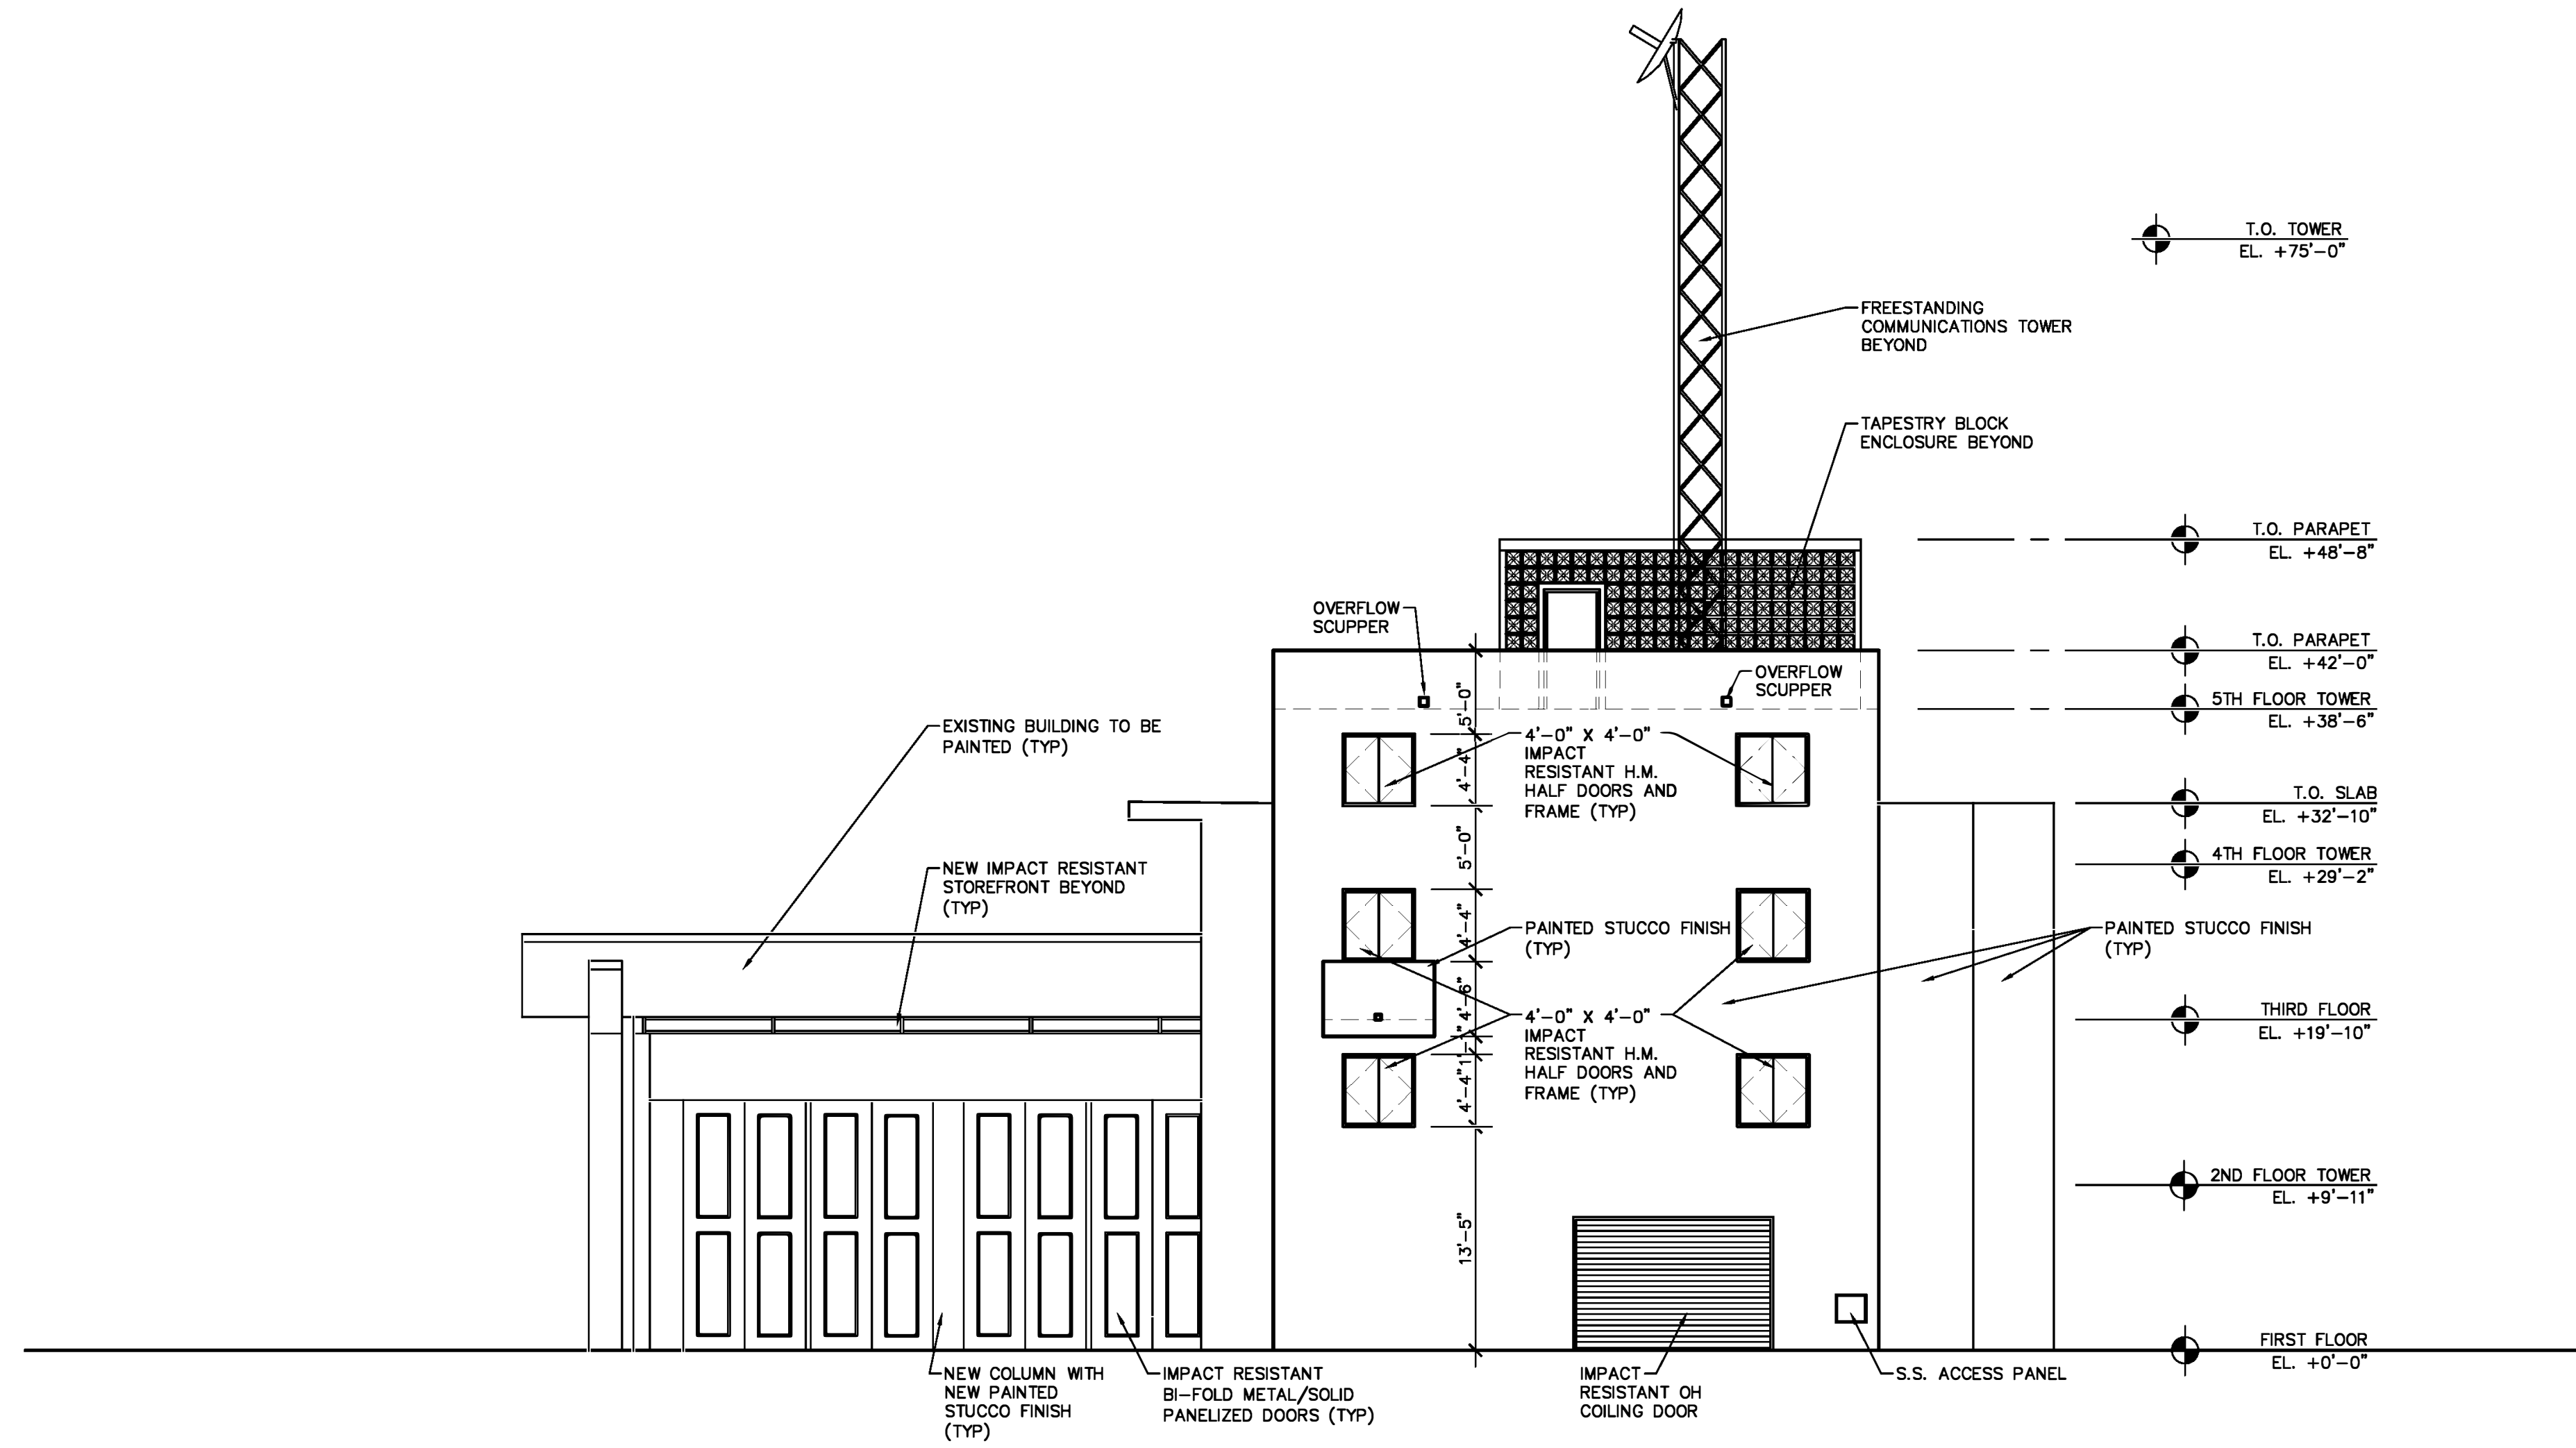 T.O. TOWER
EL. +75'-0"
FREESTANDING
COMMUNICATIONS TOWER
BEYOND
TAPESTRY BLOCK
ENCLOSURE BEYOND
T.O. PARAPET
EL. +48'-8"
OVERFLOW
SCUPPER
T.O. PARAPET
EL. +42'-0"
OVERFLOW
SCUPPER
5TH FLOOR TOWER
EL. +38'-6"
5'-0"
EXISTING BUILDING TO BE
PAINTED (TYP)
4'-0" X 4'-0"
IMPACT
RESISTANT H.M.
HALF DOORS AND
FRAME (TYP)
4'-4"
T.O. SLAB
EL. +32'-10"
5'-0"
4TH FLOOR TOWER
EL. +29'-2"
NEW IMPACT RESISTANT
STOREFRONT BEYOND
(TYP)
4'-4"
PAINTED STUCCO FINISH
(TYP)
PAINTED STUCCO FINISH
(TYP)
4'-6"
THIRD FLOOR
EL. +19'-10"
4'-0" X 4'-0"
IMPACT
RESISTANT H.M.
HALF DOORS AND
FRAME (TYP)
4'-4"
2ND FLOOR TOWER
EL. +9'-11"
13'-5"
FIRST FLOOR
EL. +0'-0"
NEW COLUMN WITH
NEW PAINTED
STUCCO FINISH
(TYP)
IMPACT RESISTANT
BI-FOLD METAL/SOLID
PANELIZED DOORS (TYP)
IMPACT
RESISTANT OH
COILING DOOR
S.S. ACCESS PANEL